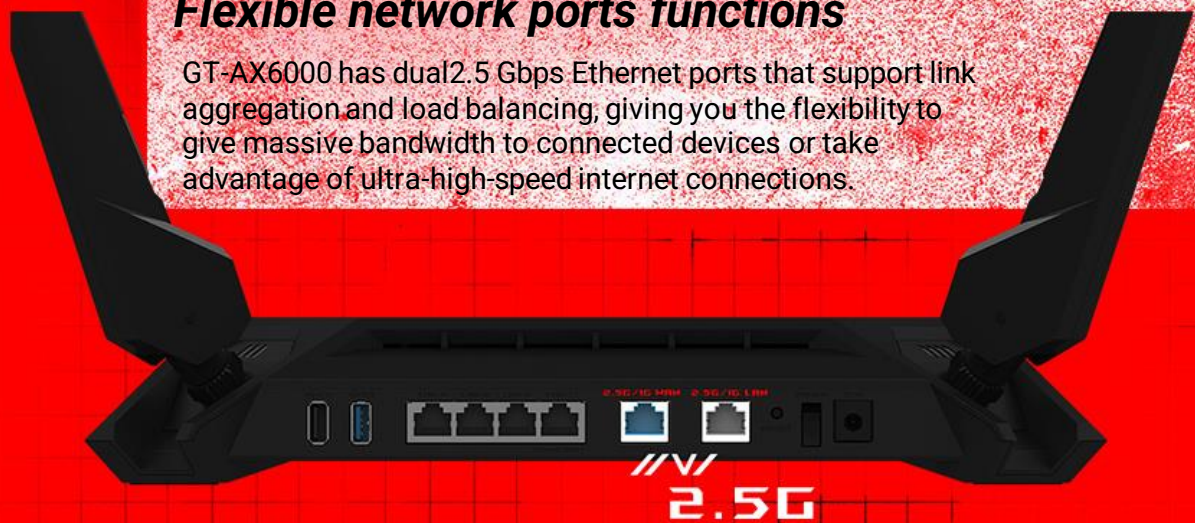 Flexible network ports functions
GT-AX6000 has dual2.5 Gbps Ethernet ports that support link
aggregation and load balancing, giving you the flexibility to
give massive bandwidth to connected devices or take
advantage of ultra-high-speed internet connections.
2.5G/1G WAN 2.5G/1G LAN
2.5G